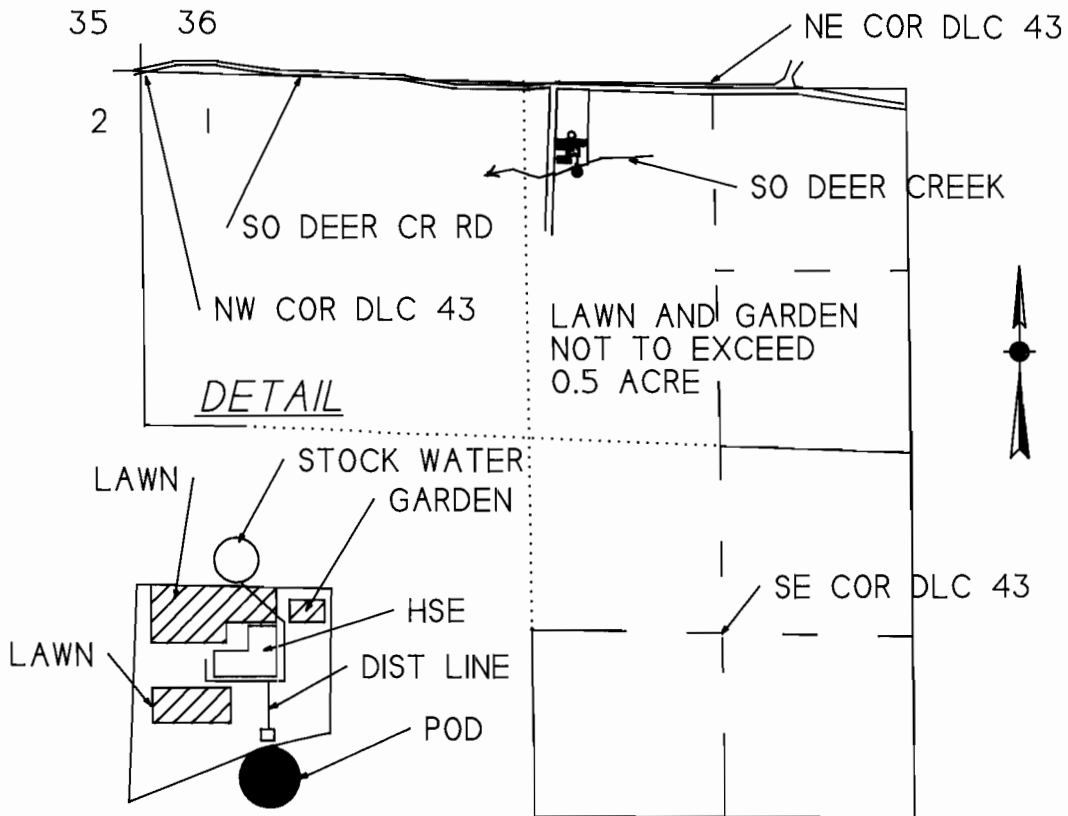 35 36
NE COR DLC 43
2 1
SO DEER CREEK
SO DEER CR RD
NW COR DLC 43
LAWN AND GARDEN
NOT TO EXCEED
0.5 ACRE
DETAIL
STOCK WATER
LAWN
GARDEN
SE COR DLC 43
HSE
LAWN
DIST LINE
POD